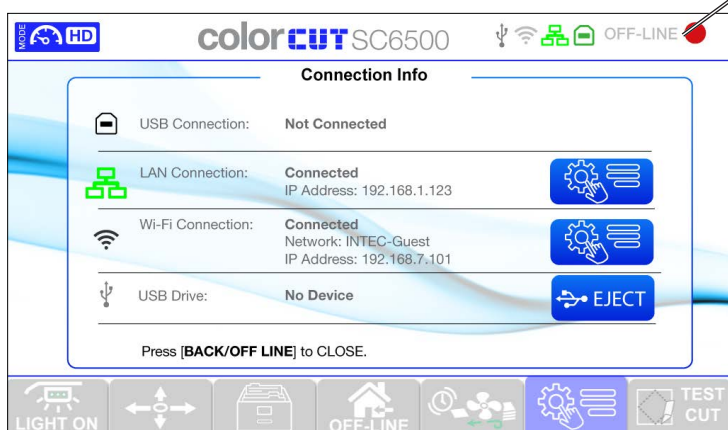 MODE
HD
colorCUT SC6500
OFF-LINE
Connection Info
USB Connection: Not Connected
LAN Connection: Connected
IP Address: 192.168.1.123
Wi-Fi Connection: Connected
Network: INTEC-Guest
IP Address: 192.168.7.101
USB Drive: No Device
EJECT
Press [BACK/OFF LINE] to CLOSE.
LIGHT ON
OFF-LINE
TEST
CUT